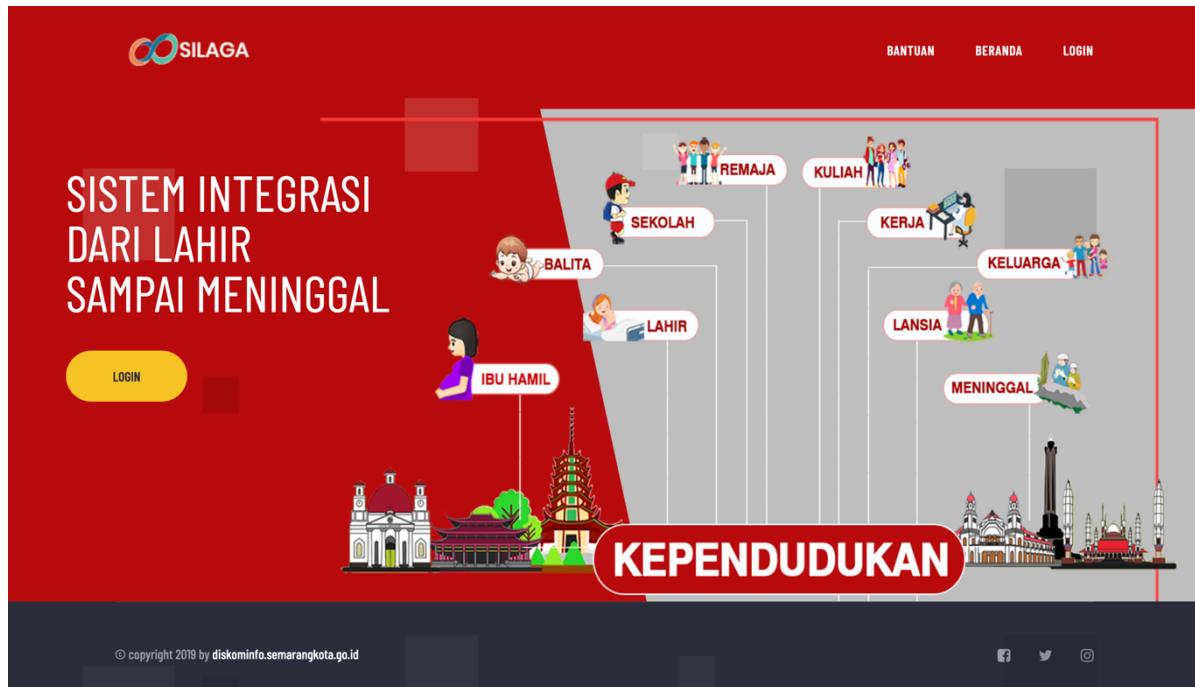 SILAGA
BANTUAN
BERANDA
LOGIN
SISTEM INTEGRASI
DARI LAHIR
SAMPAI MENINGGAL
LOGIN
REMAJA
KULIAH
SEKOLAH
KERJA
BALITA
KELUARGA
LAHIR
LANSIA
IBU HAMIL
MENINGGAL
KEPENDUDUKAN
© copyright 2019 by diskominfo.semarangkota.go.id